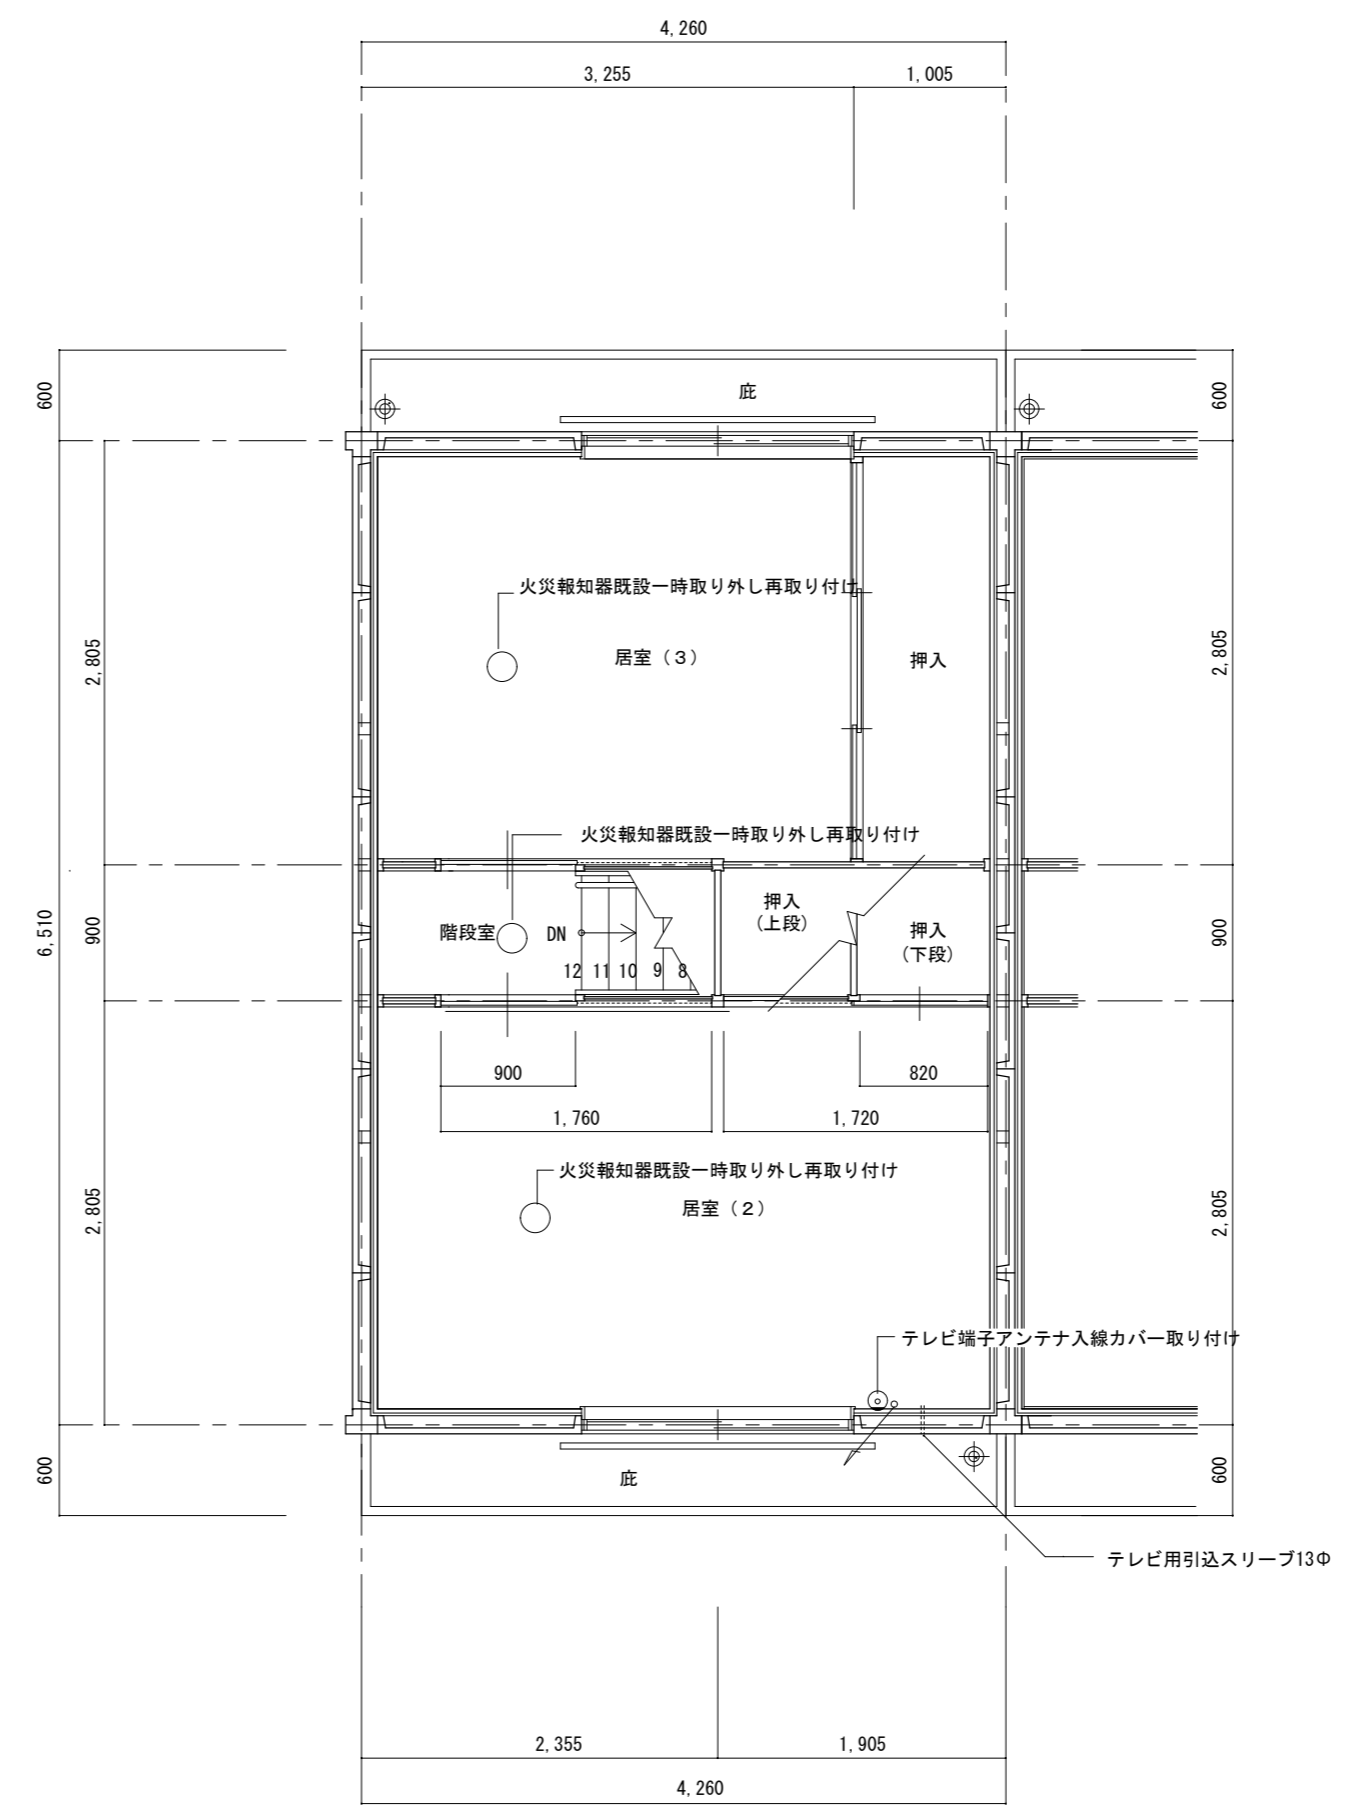 4,260
3,255
1,005
600
庇
600
火災報知器既設一時取り外し再取り付け
居室（３）
押入
2,805
2,805
火災報知器既設一時取り外し再取り付け
6,510
900
階段室
DN
12
11
10
9
8
押入
(上段)
押入
(下段)
900
900
820
1,760
1,720
火災報知器既設一時取り外し再取り付け
居室（２）
2,805
2,805
テレビ端子アンテナ入線カバー取り付け
600
庇
600
テレビ用引込スリーブ13Φ
2,355
1,905
4,260